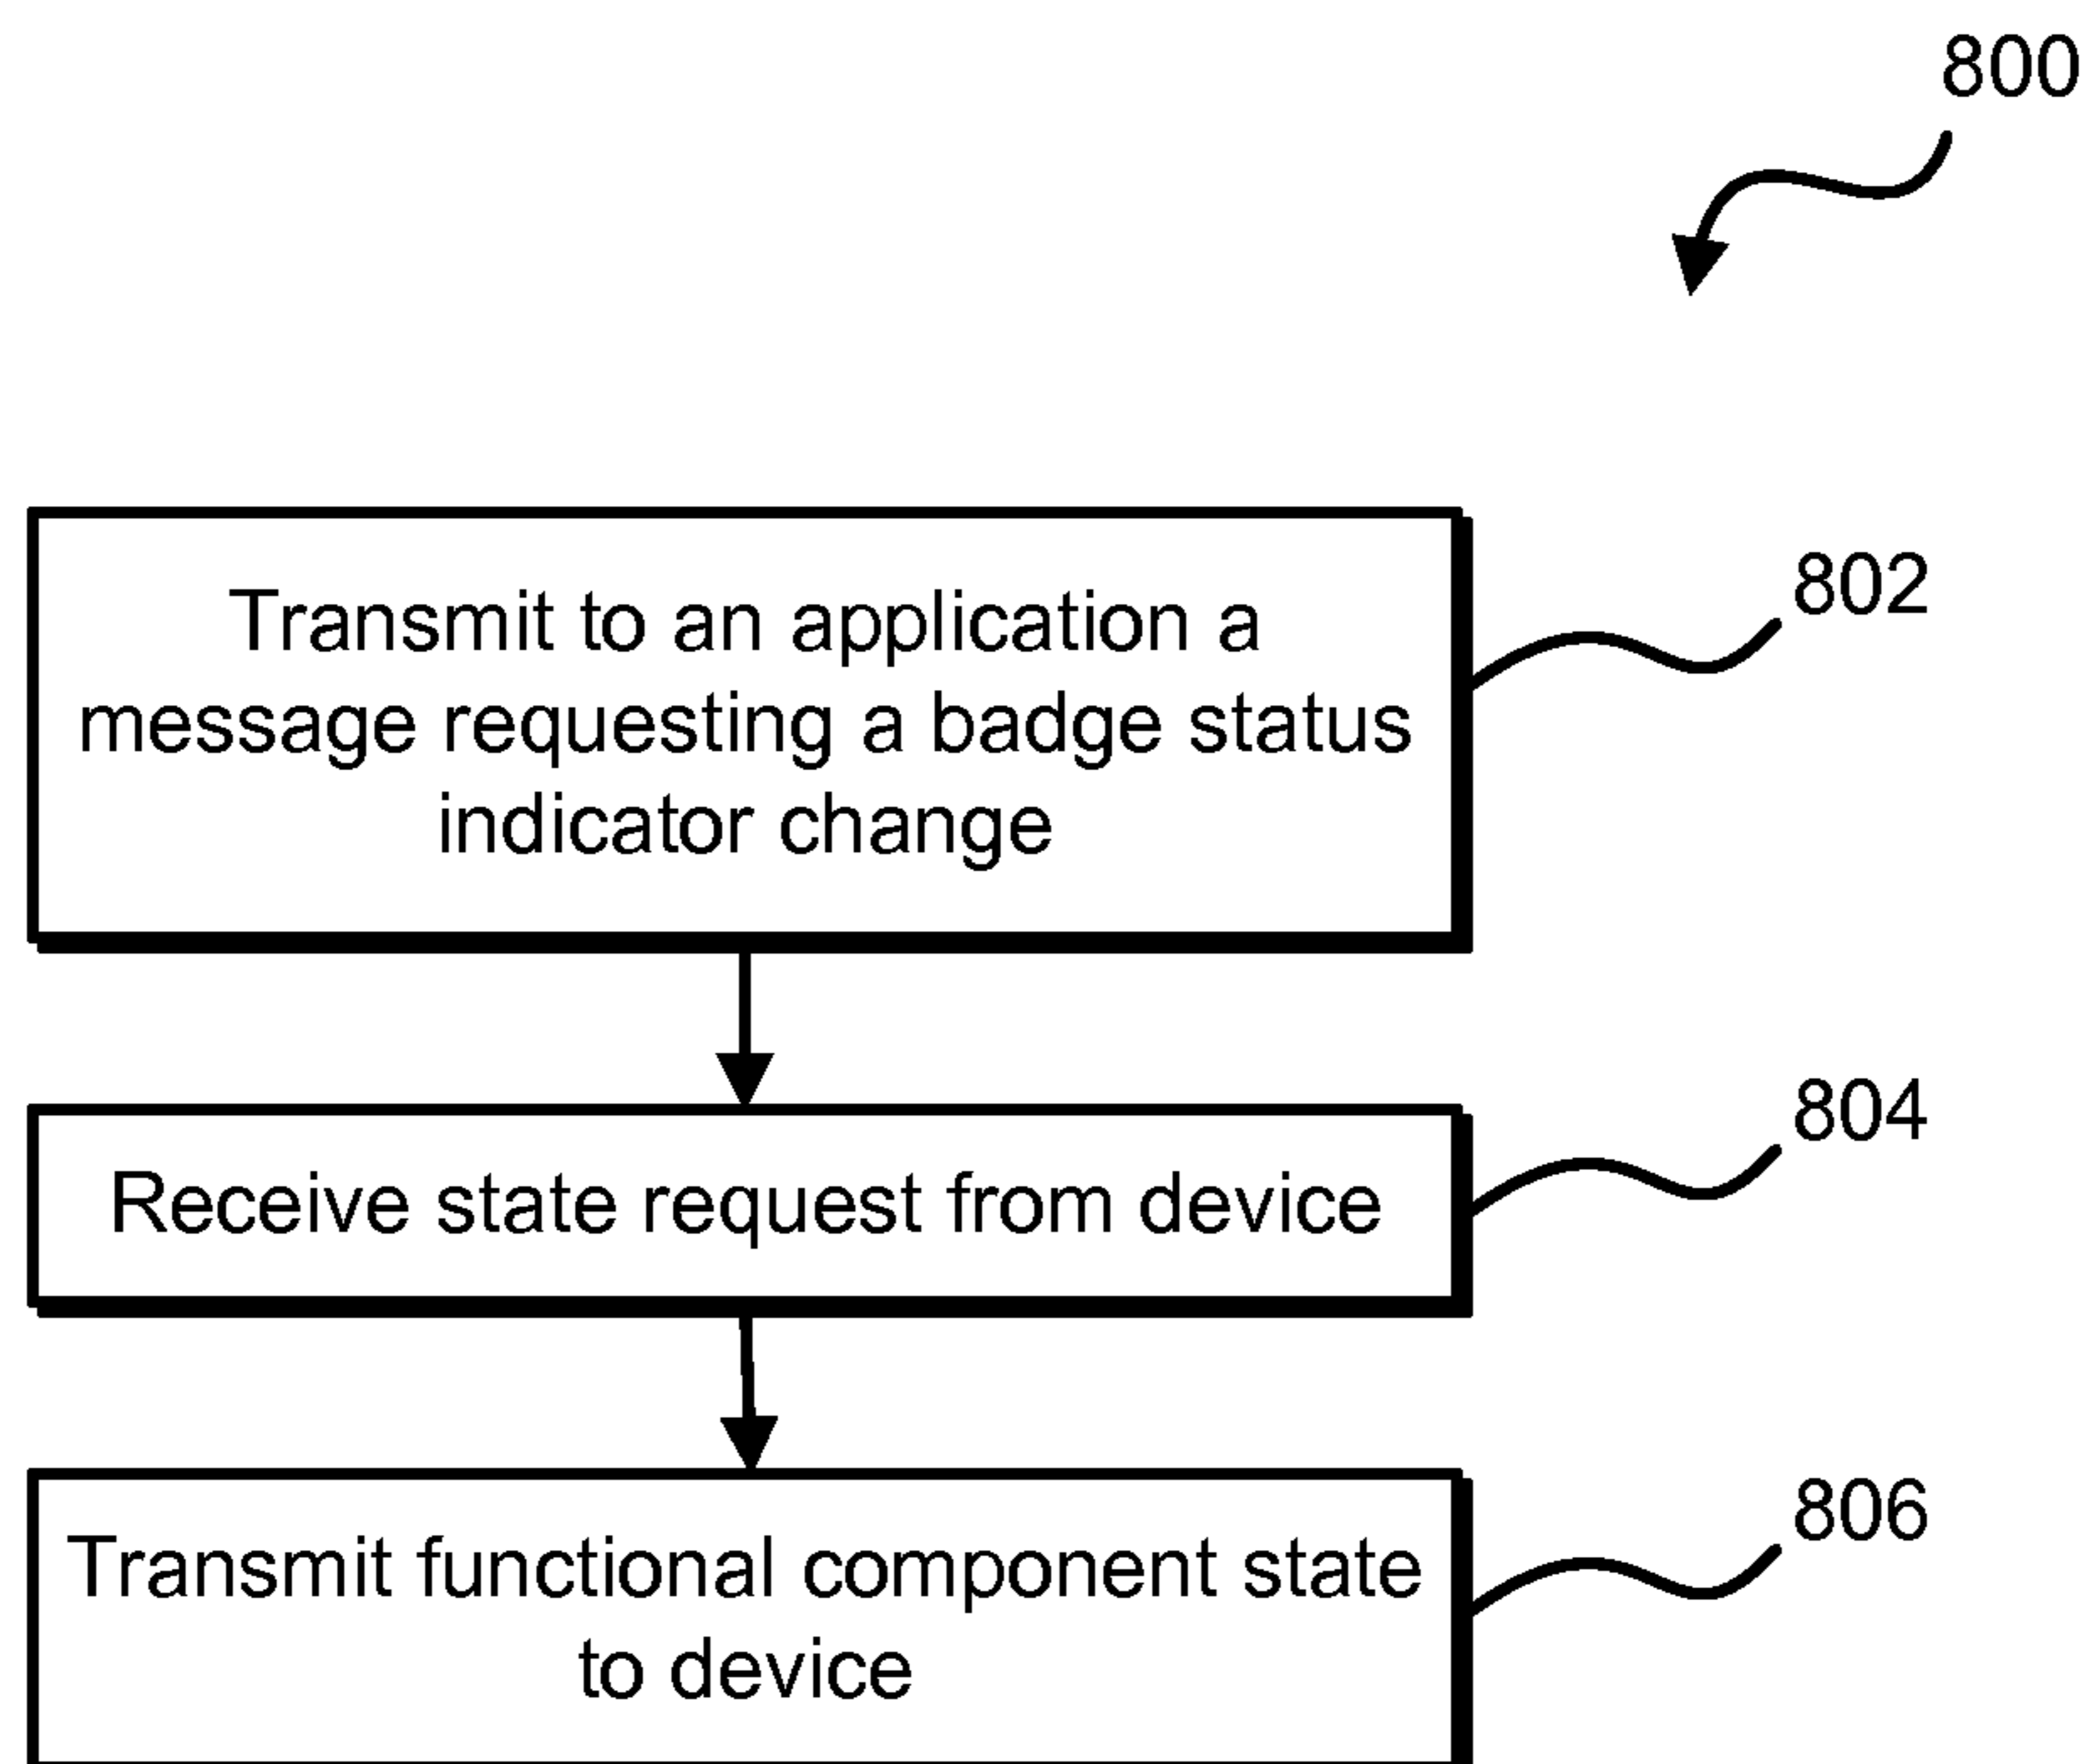 800
Transmit to an application a
message requesting a badge status
indicator change
802
Receive state request from device
804
Transmit functional component state
to device
806